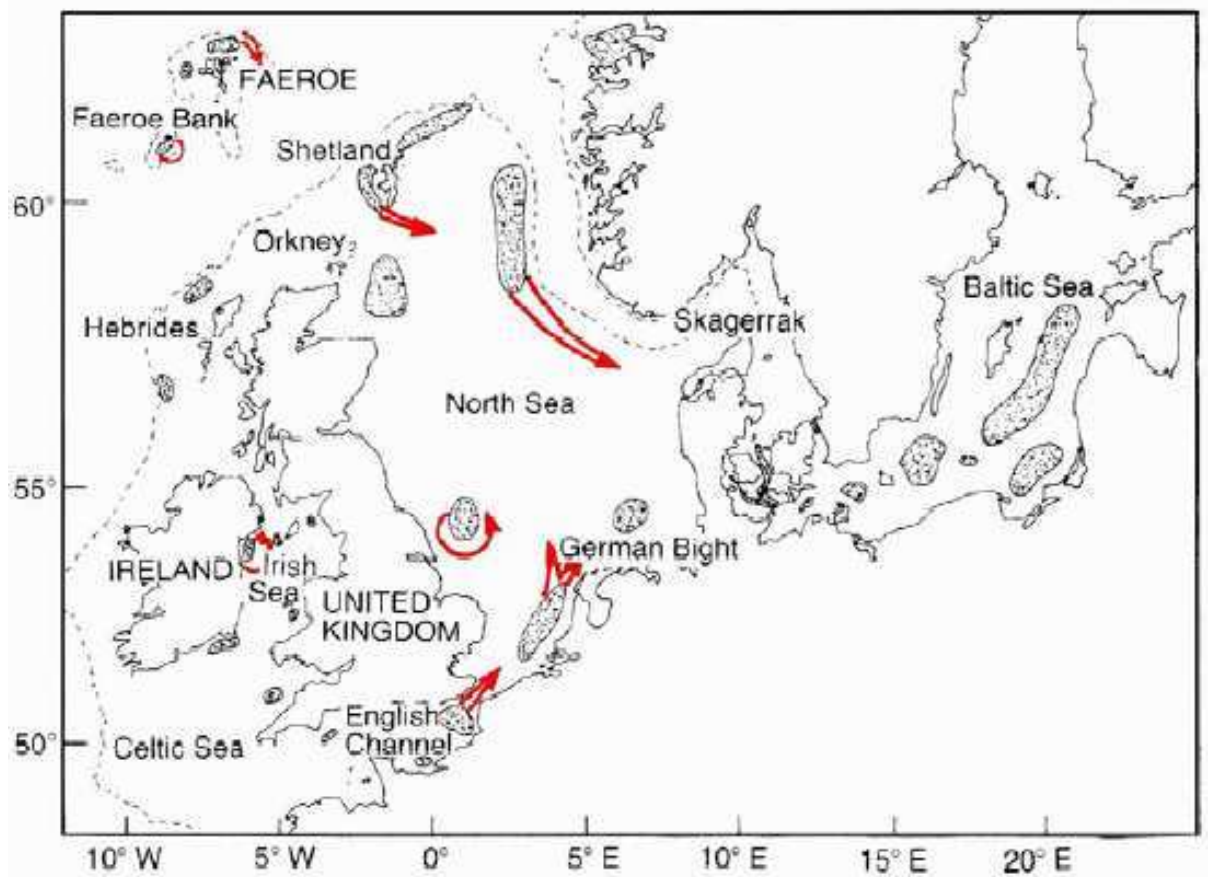 FAEROE
Faeroe Bank
Shetland
60°
Orkney
Hebrides
Baltic Sea
Skagerrak
North Sea
55°
German Bight
IRELAND
Irish
Sea
UNITED
KINGDOM
English
Channel
Celtic Sea
50°
10° W
5° W
0°
5° E
10° E
15° E
20° E